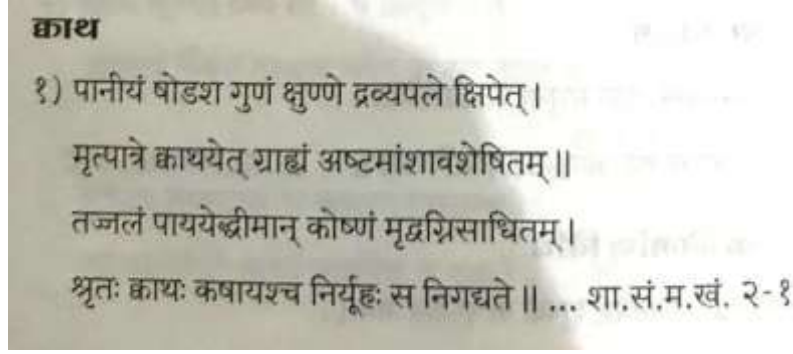 क्वाथ
१) पानीयं षोडश गुणं क्षुण्णे द्रव्यपले क्षिपेत् ।
मृत्पात्रे क्वाथयेत् ग्राह्यं अष्टमांशावशेषितम् ॥
तज्जलं पाययेद्धीमान् कोष्णं मृद्वग्निसाधितम् ।
श्रृतः क्वाथः कषायश्च निर्यूहः स निगद्यते ॥ ... शा.सं.म.खं. २-१